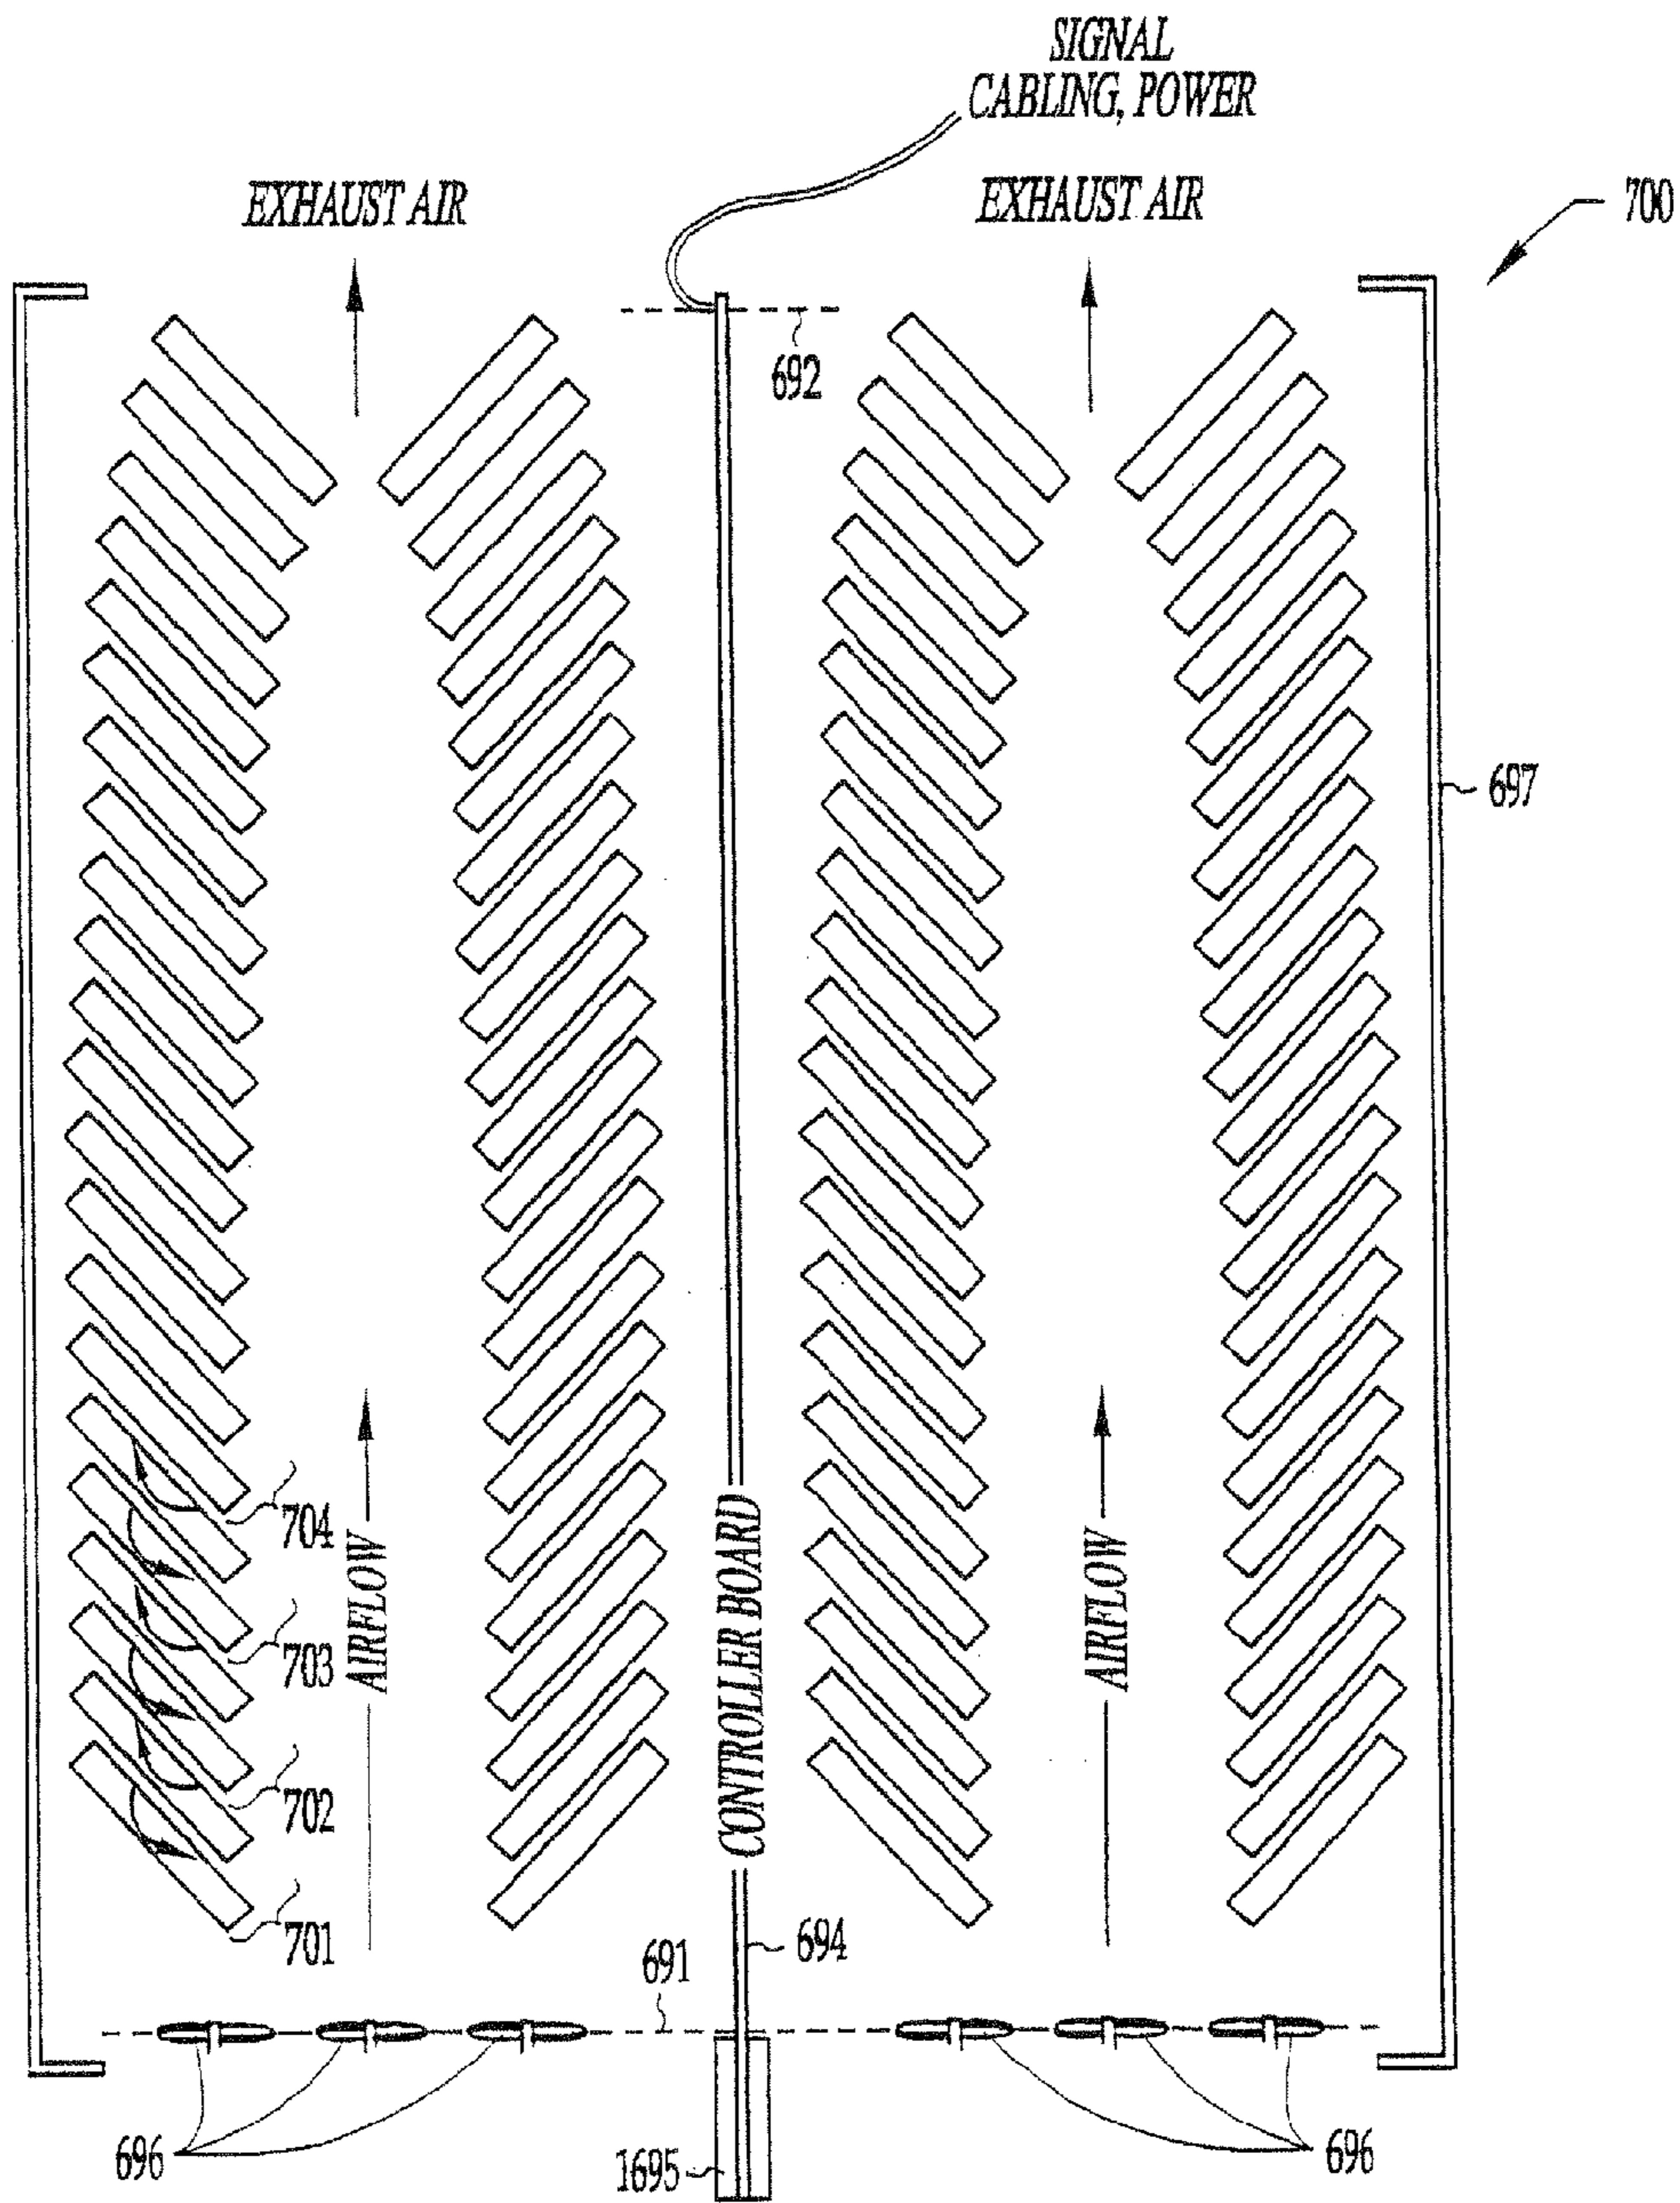 SIGNAL
CABLING, POWER
EXHAUST AIR
EXHAUST AIR
700
692
697
704
703
702
701
AIRFLOW
CONTROLLER BOARD
AIRFLOW
694
691
696
1695
696